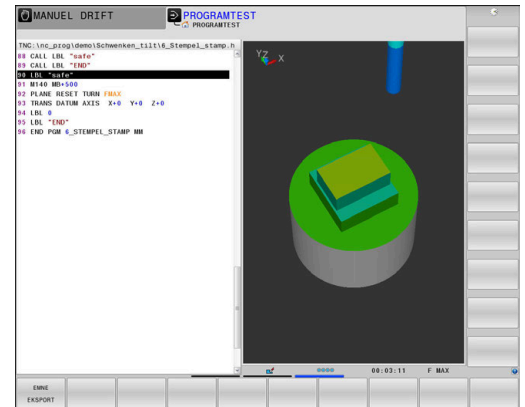 MANUEL DRIFT
PROGRAMTEST
PROGRAMTEST
TNC:\nc_prog\demo\Schwenken_tilt\6_Stempel_stamp.h
88 CALL LBL "safe"
89 CALL LBL "END"
90 LBL "safe"
91 M140 MB+500
92 PLANE RESET TURN FMAX
93 TRANS DATUM AXIS X+0 Y+0 Z+0
94 LBL 0
95 LBL "END"
96 END PGM 6_STEMPEL_STAMP MM
YZ X
00:03:11 F MAX
EMNE
EKSPORT